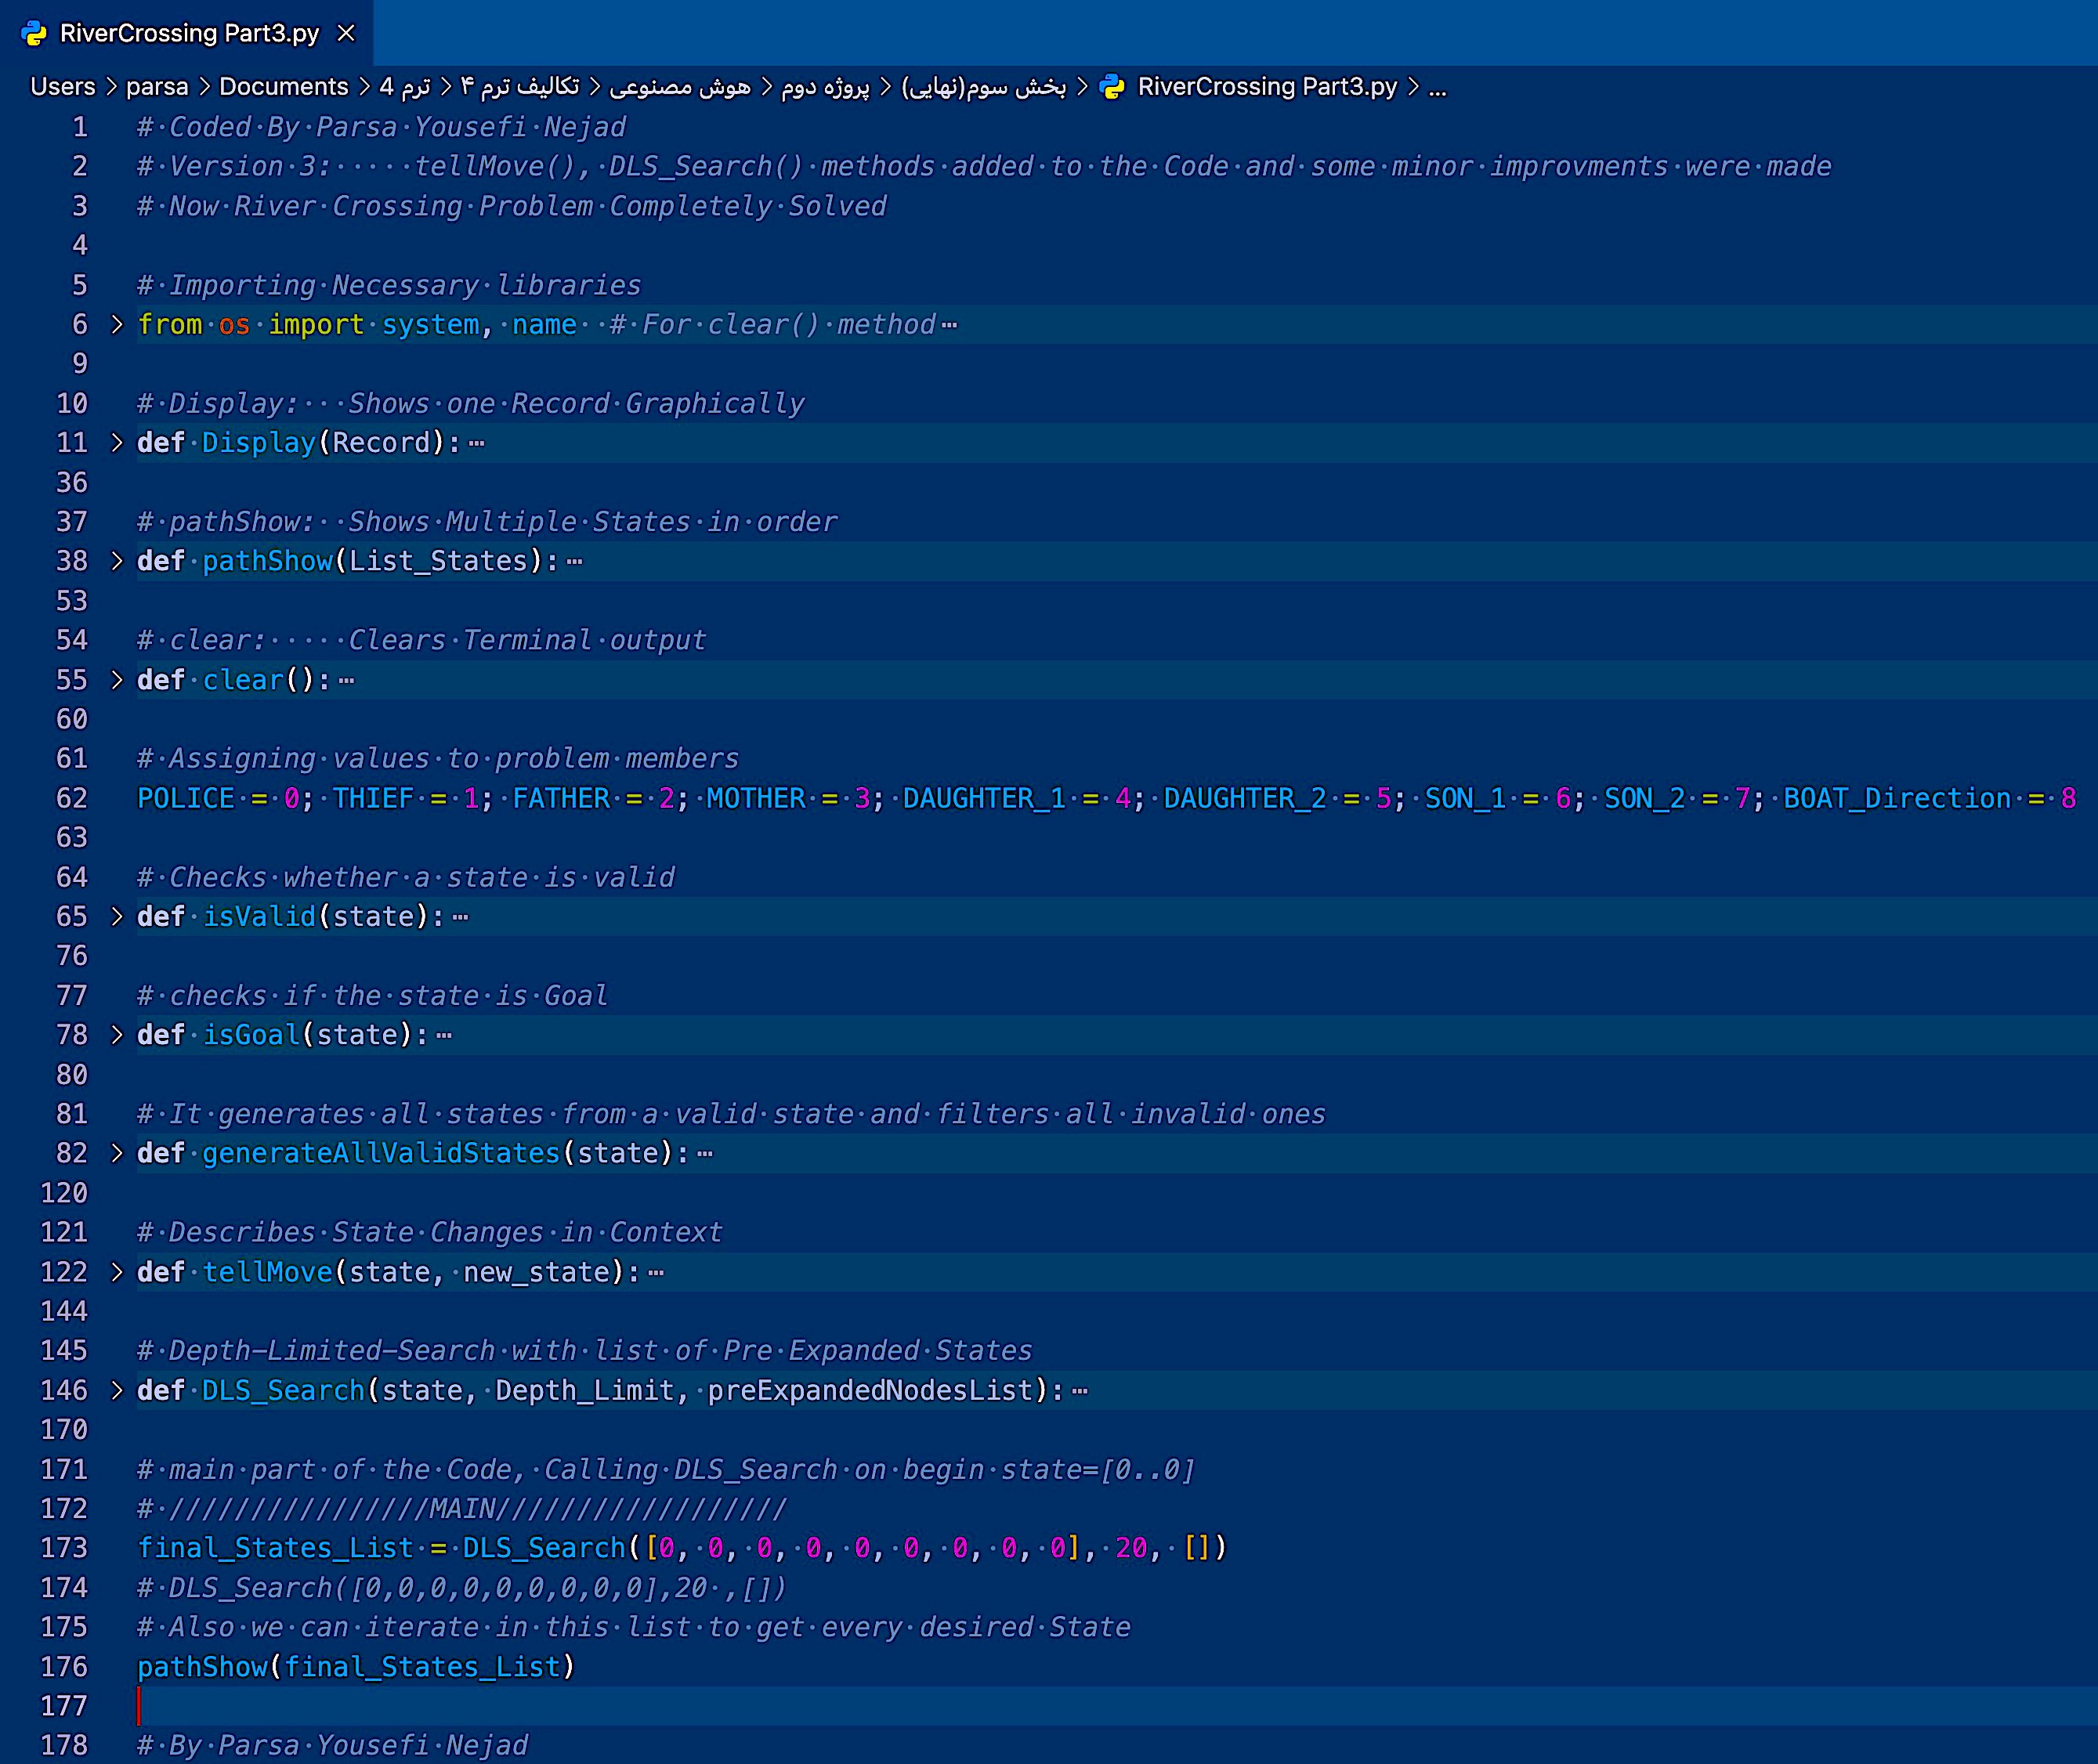 RiverCrossing Part3.py ×
Users > parsa > Documents > ترم 4 > تکالیف ترم ۴ > هوش مصنوعی > پروژه دوم > بخش سوم(نهایی) > RiverCrossing Part3.py > ...
1 # Coded By Parsa Yousefi Nejad
2 # Version 3:     tellMove(), DLS_Search() methods added to the Code and some minor improvments were made
3 # Now River Crossing Problem Completely Solved
4
5 # Importing Necessary libraries
6 > from os import system, name  # For clear() method…
9
10 # Display:   Shows one Record Graphically
11 > def Display(Record):…
36
37 # pathShow:  Shows Multiple States in order
38 > def pathShow(List_States):…
53
54 # clear:     Clears Terminal output
55 > def clear():…
60
61 # Assigning values to problem members
62 POLICE = 0; THIEF = 1; FATHER = 2; MOTHER = 3; DAUGHTER_1 = 4; DAUGHTER_2 = 5; SON_1 = 6; SON_2 = 7; BOAT_Direction = 8
63
64 # Checks whether a state is valid
65 > def isValid(state):…
76
77 # checks if the state is Goal
78 > def isGoal(state):…
80
81 # It generates all states from a valid state and filters all invalid ones
82 > def generateAllValidStates(state):…
120
121 # Describes State Changes in Context
122 > def tellMove(state, new_state):…
144
145 # Depth-Limited-Search with list of Pre Expanded States
146 > def DLS_Search(state, Depth_Limit, preExpandedNodesList):…
170
171 # main part of the Code, Calling DLS_Search on begin state=[0..0]
172 # ////////////////MAIN//////////////////
173 final_States_List = DLS_Search([0, 0, 0, 0, 0, 0, 0, 0, 0], 20, [])
174 # DLS_Search([0,0,0,0,0,0,0,0,0],20 ,[])
175 # Also we can iterate in this list to get every desired State
176 pathShow(final_States_List)
177
178 # By Parsa Yousefi Nejad